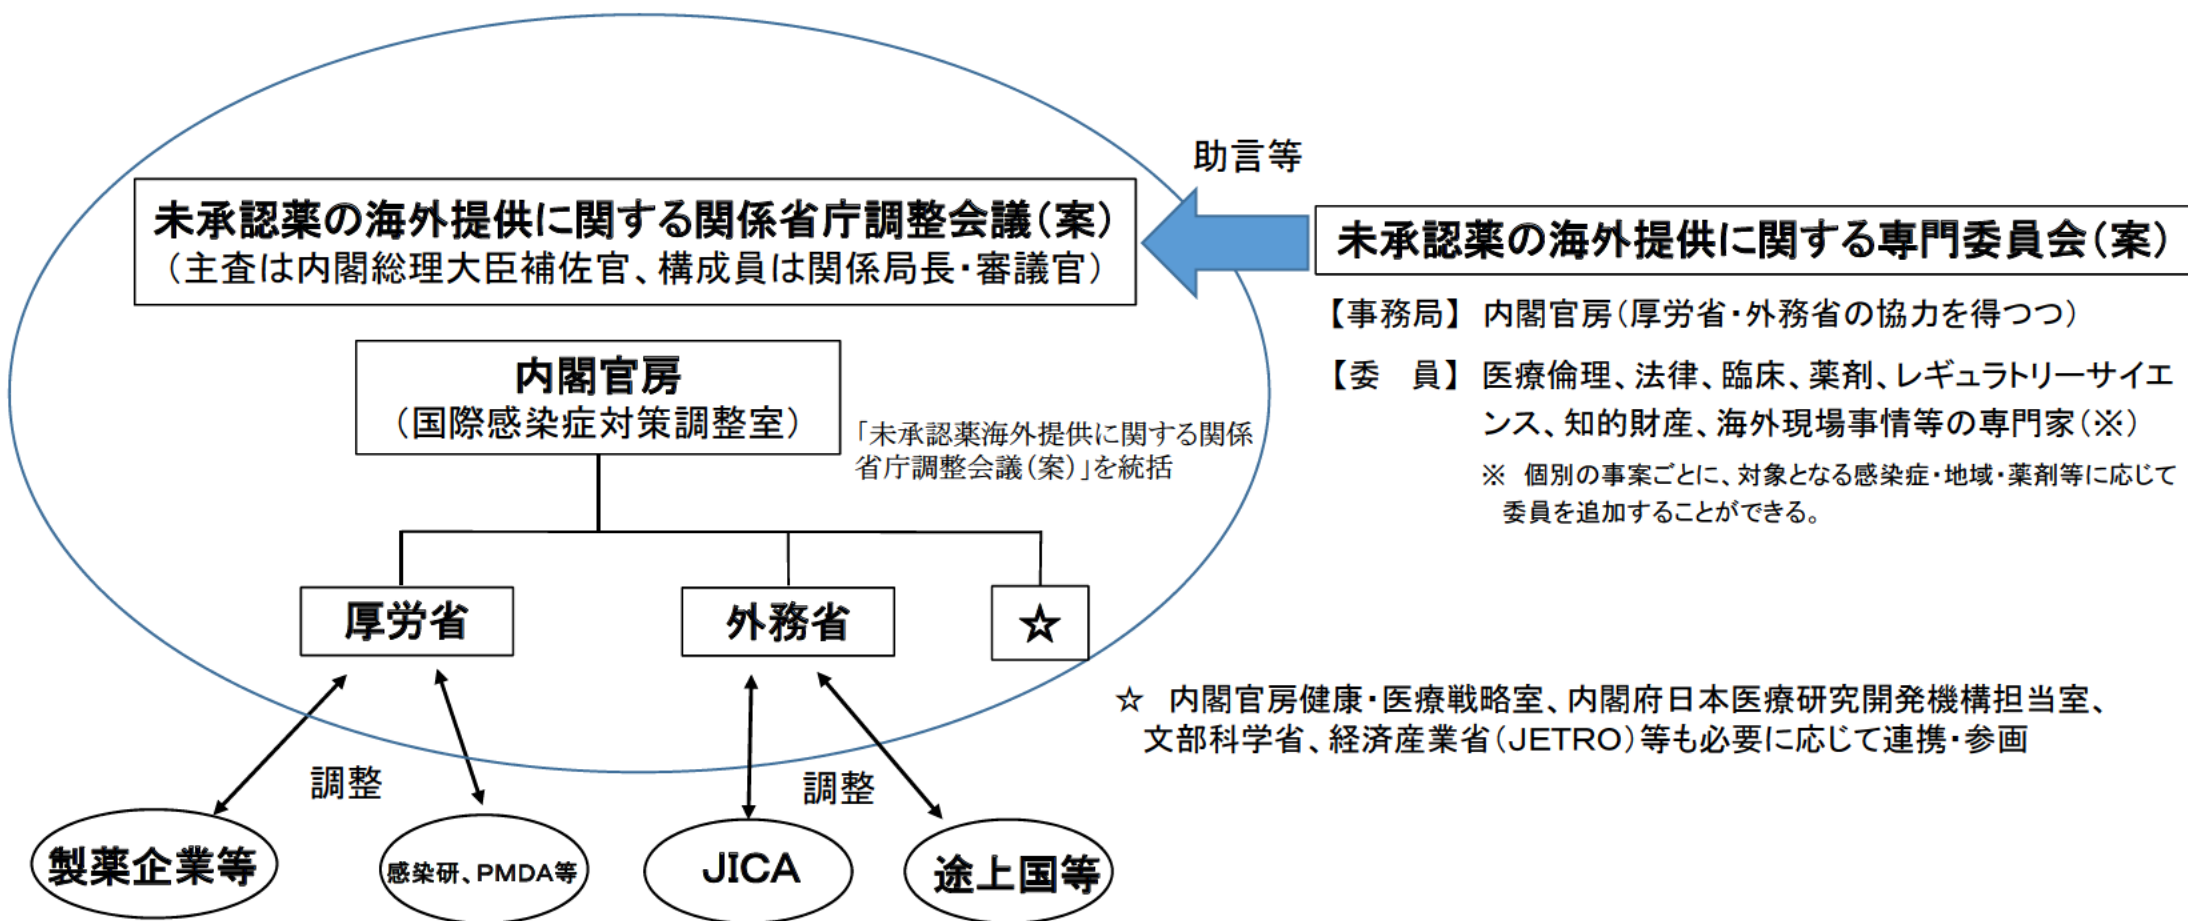 助言等
未承認薬の海外提供に関する関係省庁調整会議(案)
(主査は内閣総理大臣補佐官、構成員は関係局長・審議官)
未承認薬の海外提供に関する専門委員会(案)
【事務局】 内閣官房(厚労省・外務省の協力を得つつ)
【委　員】 医療倫理、法律、臨床、薬剤、レギュラトリーサイエ
ンス、知的財産、海外現場事情等の専門家(※)
※ 個別の事案ごとに、対象となる感染症・地域・薬剤等に応じて
委員を追加することができる。
内閣官房
(国際感染症対策調整室)
「未承認薬海外提供に関する関係
省庁調整会議(案)」を統括
厚労省
外務省
☆
☆ 内閣官房健康・医療戦略室、内閣府日本医療研究開発機構担当室、
文部科学省、経済産業省(JETRO)等も必要に応じて連携・参画
調整
調整
製薬企業等
感染研、PMDA等
JICA
途上国等